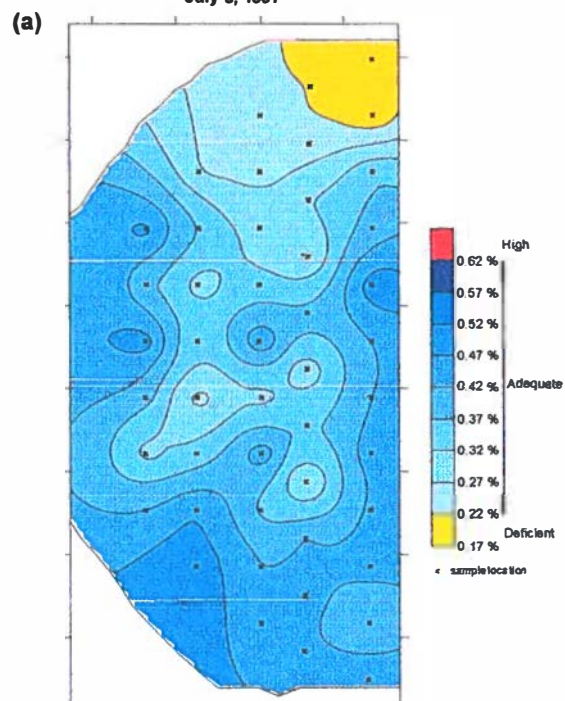 (a)
High
0.62 %
0.57 %
0.52 %
0.47 %
0.42 %
Adequate
0.37 %
0.32 %
0.27 %
0.22 %
Deficient
0.17 %
sample location